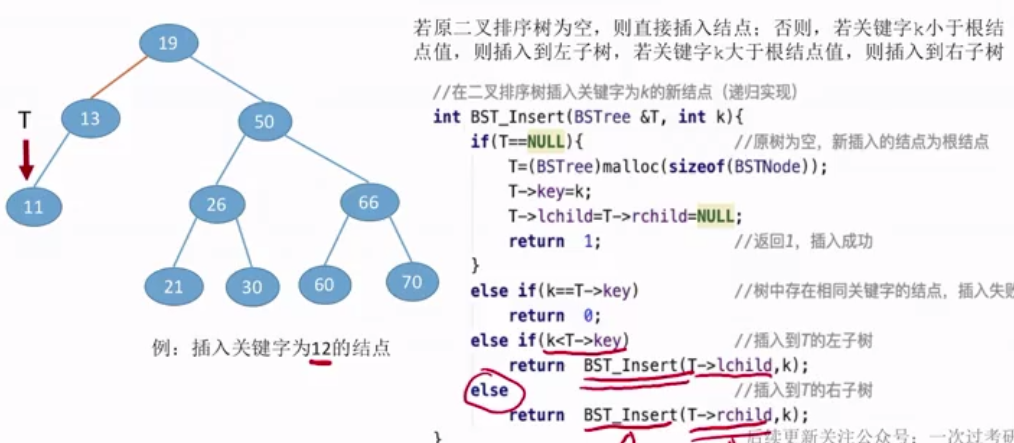 19
13
50
T
11
26
66
21
30
60
70
例：插入关键字为12的结点
若原二叉排序树为空，则直接插入结点；否则，若关键字k小于根结
点值，则插入到左子树，若关键字k大于根结点值，则插入到右子树
//在二叉排序树插入关键字为k的新结点（递归实现）
int BST_Insert(BSTree &T, int k){
if(T==NULL){ //原树为空，新插入的结点为根结点
T=(BSTree)malloc(sizeof(BSTNode));
T->key=k;
T->lchild=T->rchild=NULL;
return 1; //返回1，插入成功
}
else if(k==T->key) //树中存在相同关键字的结点，插入失败
return 0;
else if(k<T->key) //插入到T的左子树
return BST_Insert(T->lchild,k);
else //插入到T的右子树
return BST_Insert(T->rchild,k);
}
后续更新关注公众号：一次过考研